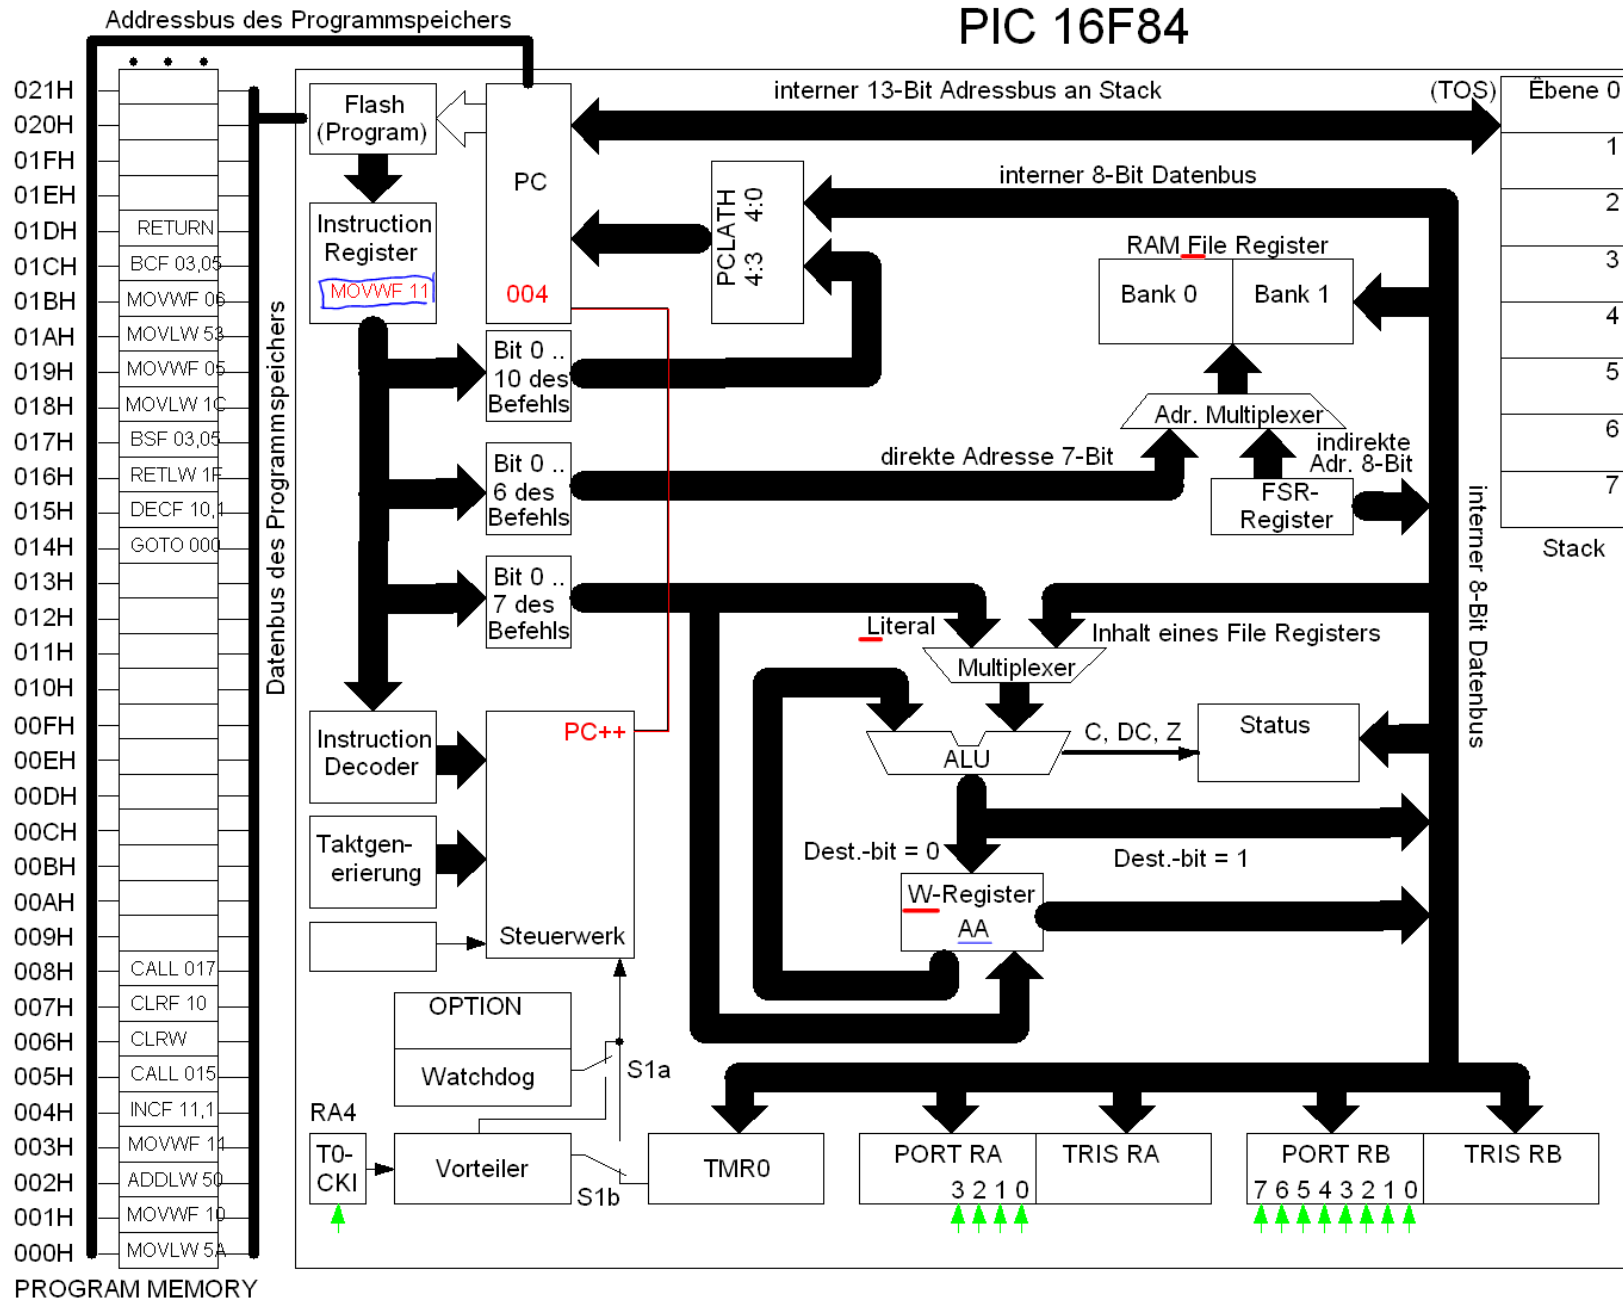 Addressbus des Programmspeichers
PIC 16F84
021H
020H
01FH
01EH
01DH RETURN
01CH BCF 03,05
01BH MOVWF 06
01AH MOVLW 53
019H MOVWF 05
018H MOVLW 1C
017H BSF 03,05
016H RETLW 1F
015H DECF 10,1
014H GOTO 000
013H
012H
011H
010H
00FH
00EH
00DH
00CH
00BH
00AH
009H
008H CALL 017
007H CLRF 10
006H CLRW
005H CALL 015
004H INCF 11,1
003H MOVWF 11
002H ADDLW 50
001H MOVWF 10
000H MOVLW 5A
PROGRAM MEMORY
Datenbus des Programmspeichers
Flash
(Program)
Instruction
Register
MOVWF 11
PC
004
interner 13-Bit Adressbus an Stack
(TOS)
Ebene 0
1
2
3
4
5
6
7
Stack
interner 8-Bit Datenbus
PCLATH
4:3 4:0
RAM File Register
Bank 0
Bank 1
Adr. Multiplexer
Bit 0 ..
10 des
Befehls
Bit 0 ..
6 des
Befehls
direkte Adresse 7-Bit
indirekte
Adr. 8-Bit
FSR-
Register
interner 8-Bit Datenbus
Bit 0 ..
7 des
Befehls
Literal
Inhalt eines File Registers
Multiplexer
ALU
C, DC, Z
Status
Instruction
Decoder
PC++
Taktgen-
erierung
Steuerwerk
Dest.-bit = 0
Dest.-bit = 1
W-Register
AA
OPTION
Watchdog
S1a
RA4
T0-
CKI
Vorteiler
S1b
TMR0
PORT RA
3 2 1 0
TRIS RA
PORT RB
7 6 5 4 3 2 1 0
TRIS RB